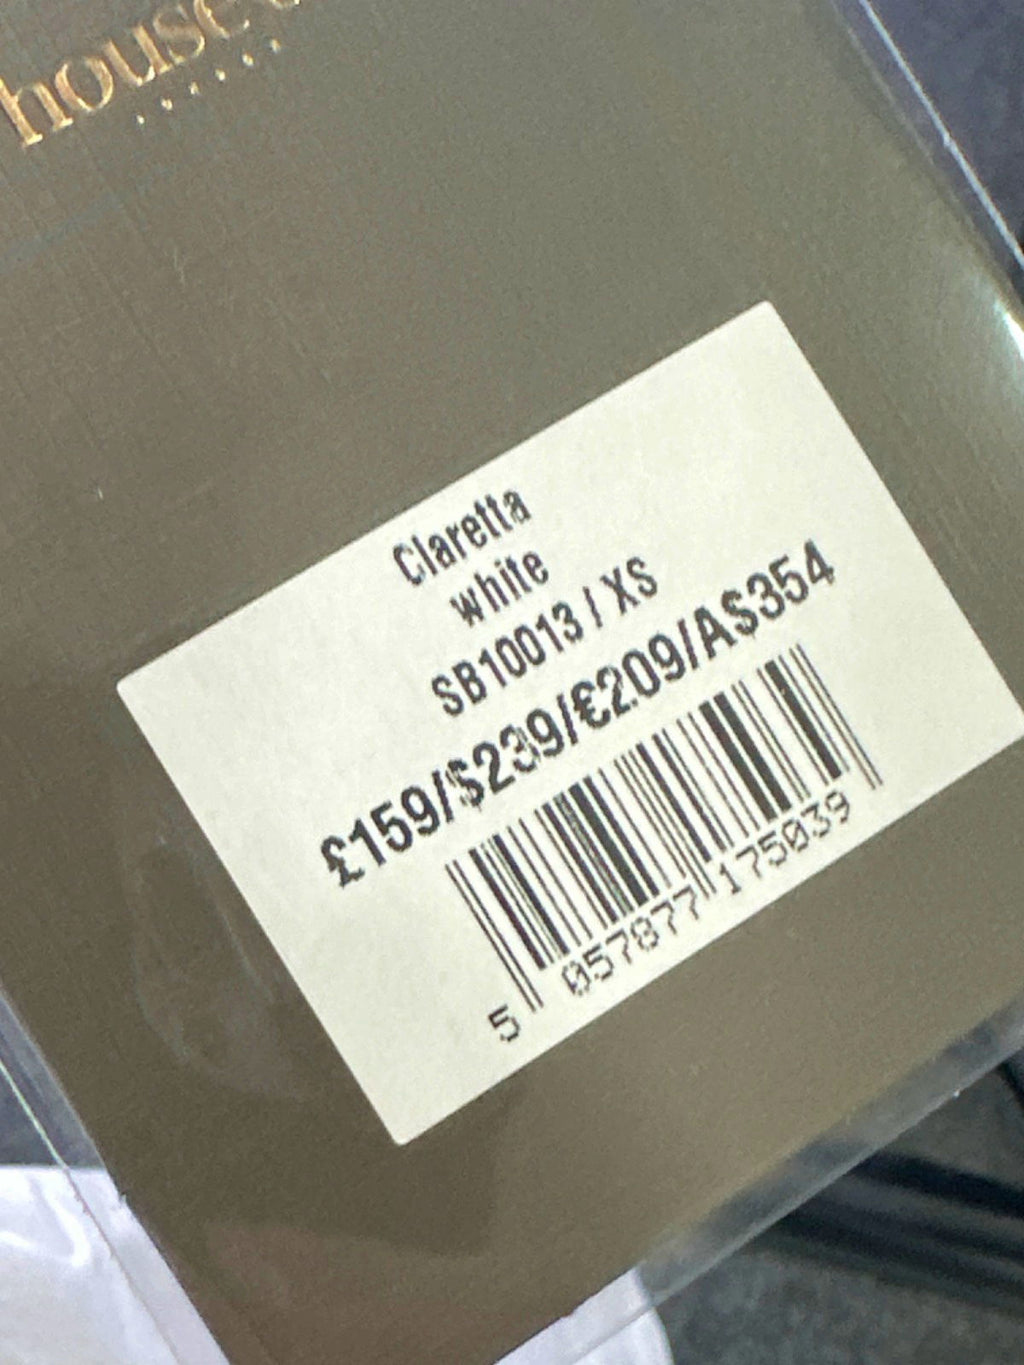 house
Claretta
white
SB10013 / XS
£159/$239/€209/A$354
5 057877 175039